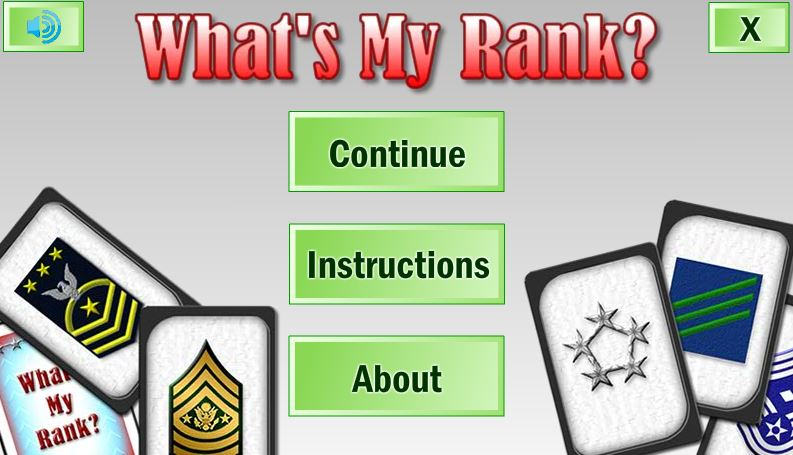 What's My Rank?
X
Continue
Instructions
About
What's
My
Rank?